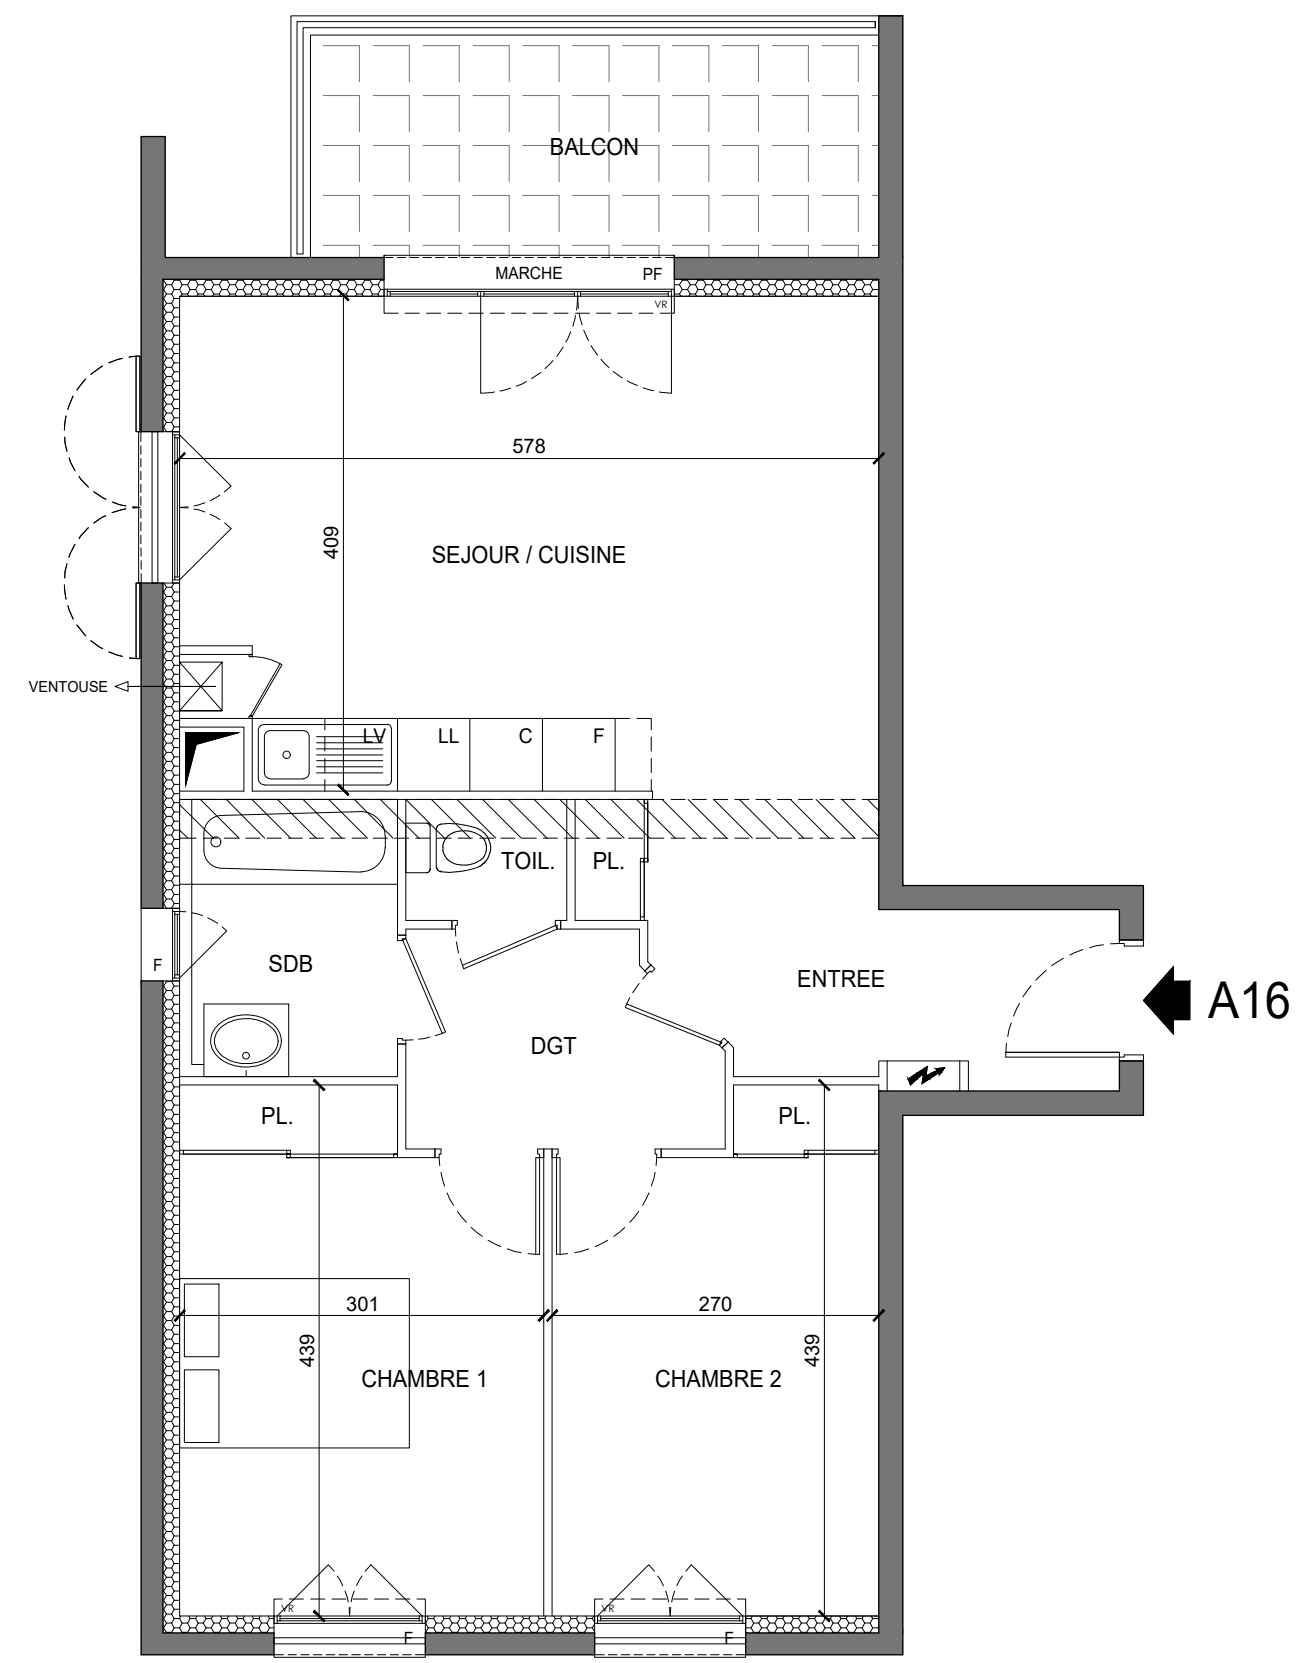 BALCON
MARCHE PF
VR
578
409
SEJOUR / CUISINE
VENTOUSE
LV LL C F
TOIL. PL.
F SDB
ENTREE
A16
DGT
PL. PL.
301 270
439 439
CHAMBRE 1 CHAMBRE 2
VR VR
F F